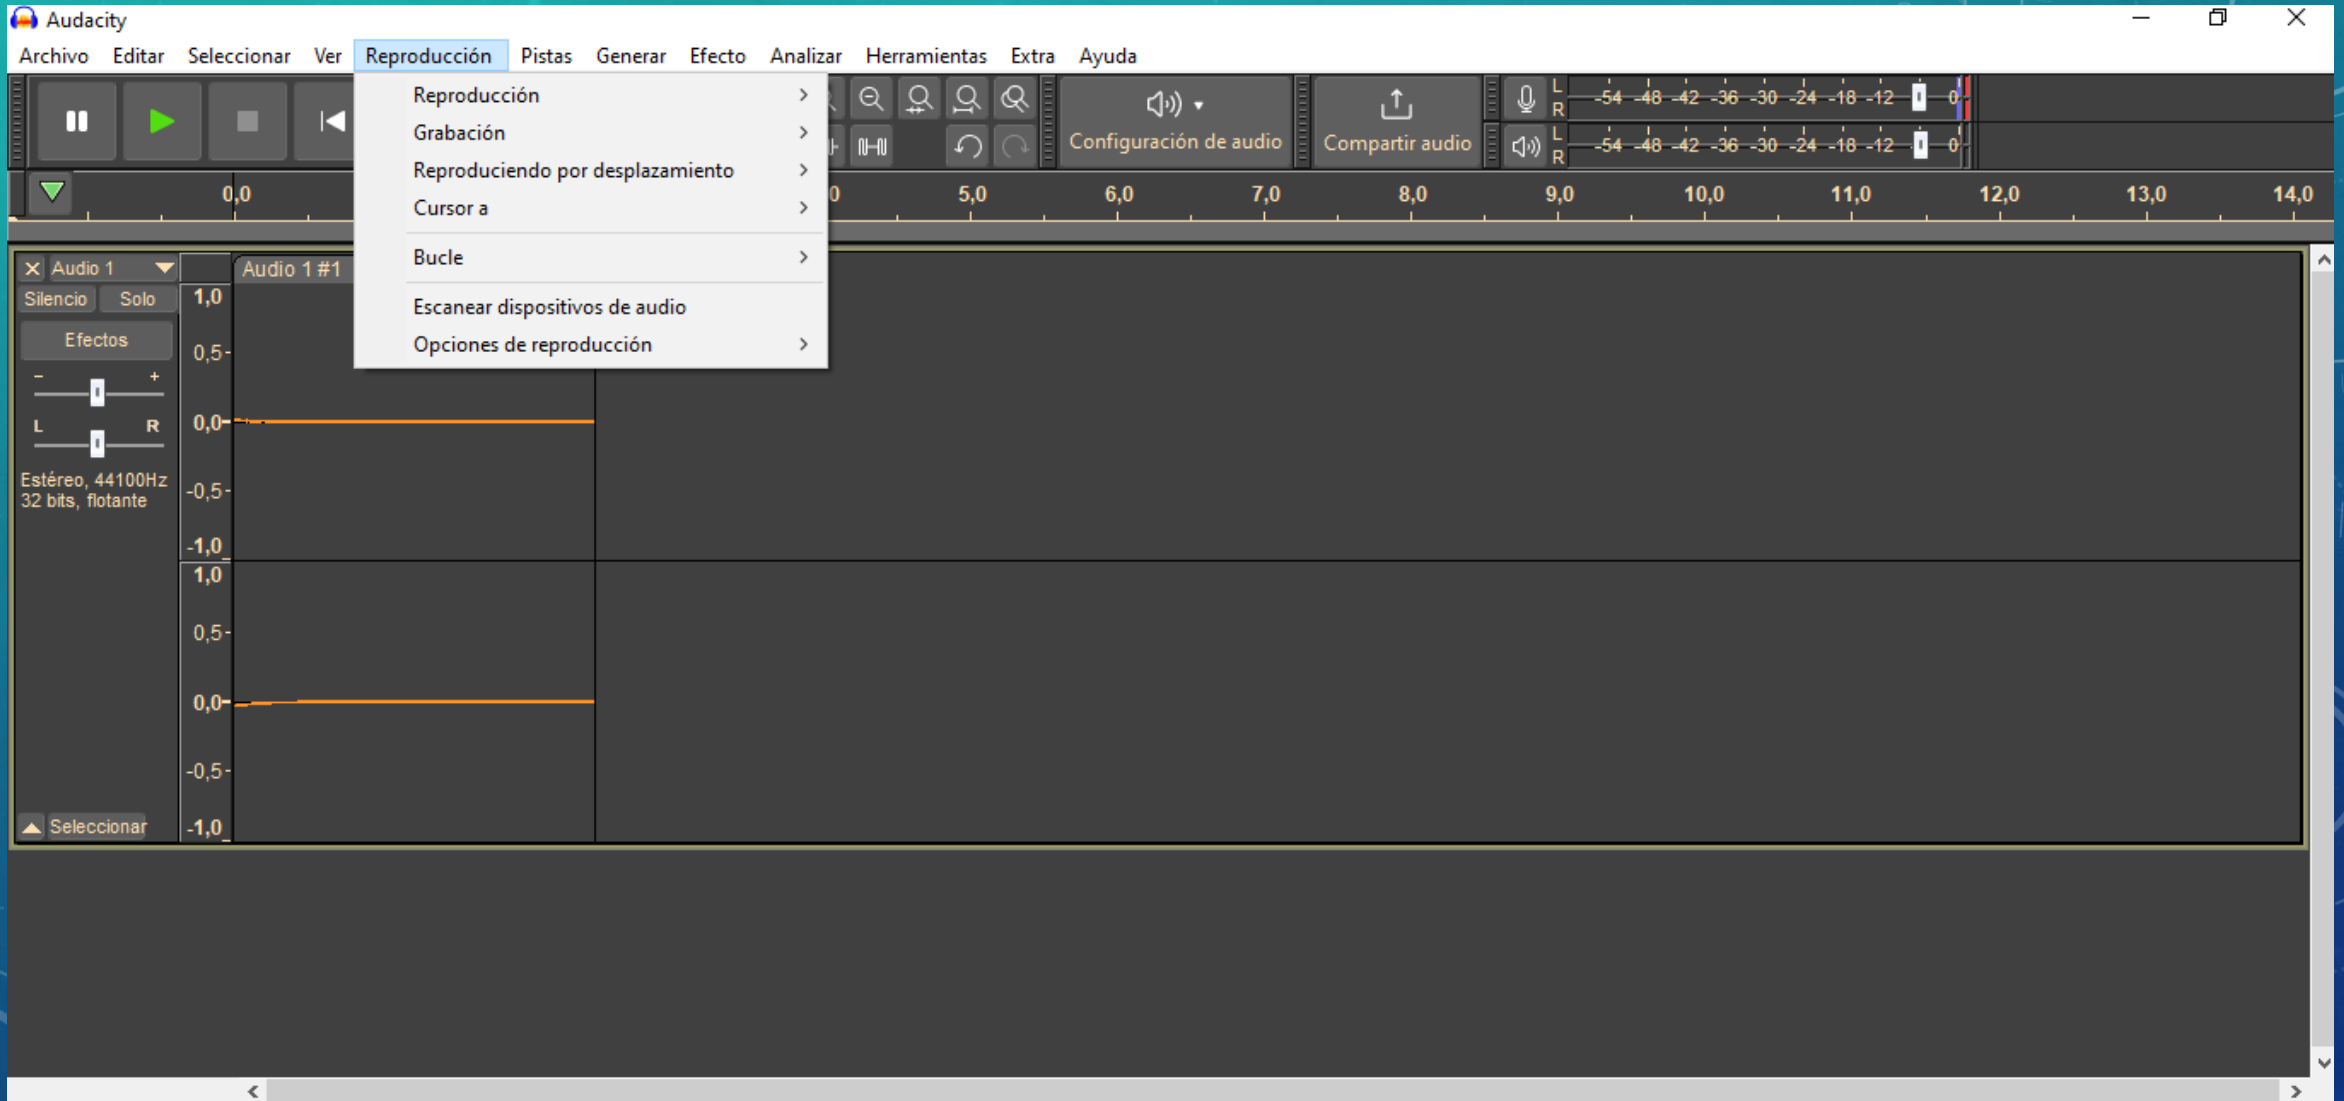 Audacity
Archivo Editar Seleccionar Ver Reproducción Pistas Generar Efecto Analizar Herramientas Extra Ayuda
Reproducción
Grabación
Reproduciendo por desplazamiento
Cursor a
Bucle
Escanear dispositivos de audio
Opciones de reproducción
Configuración de audio
Compartir audio
L
R
-54 -48 -42 -36 -30 -24 -18 -12 0
L
R
-54 -48 -42 -36 -30 -24 -18 -12 0
0,0 0 5,0 6,0 7,0 8,0 9,0 10,0 11,0 12,0 13,0 14,0
Audio 1
Audio 1 #1
Silencio Solo
Efectos
- +
L R
Estéreo, 44100Hz
32 bits, flotante
Seleccionar
1,0
0,5-
0,0-
-0,5-
-1,0
1,0
0,5-
0,0-
-0,5-
-1,0